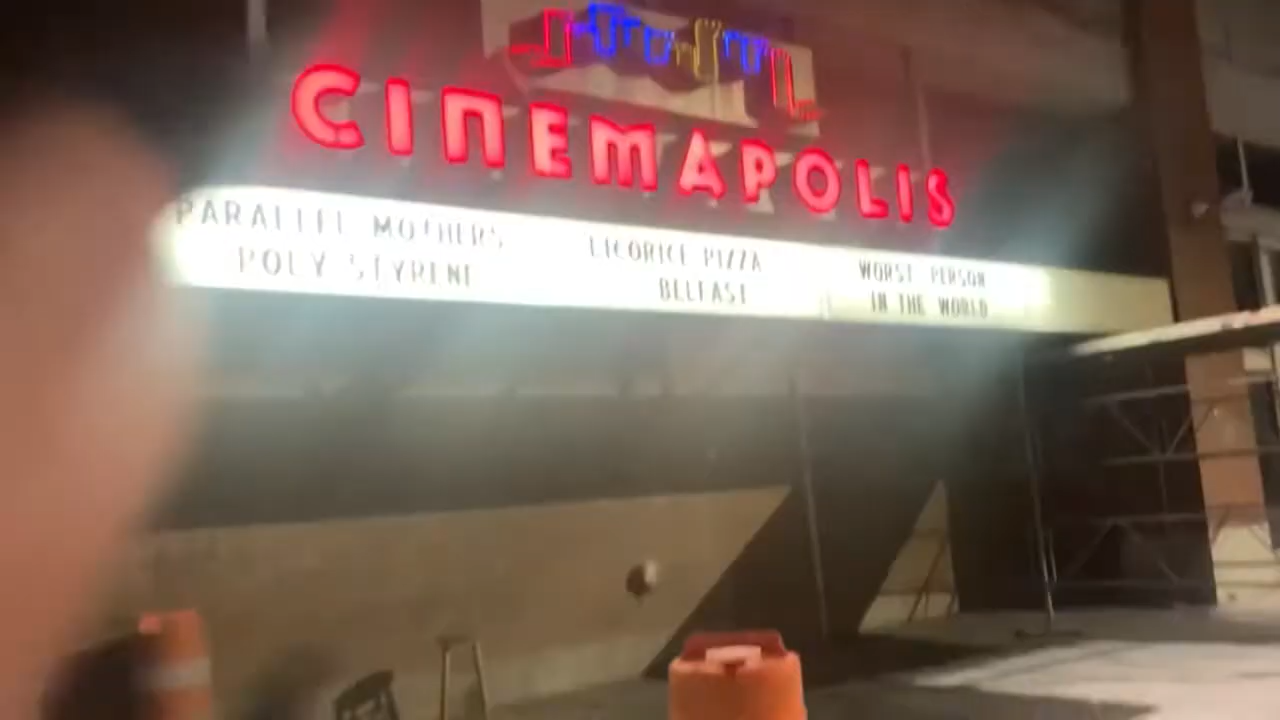 CINEMAPOLIS
PARALLEL MOTHERS
POLY STYRENE
LICORICE PIZZA
BELFAST
WORST PERSON
IN THE WORLD